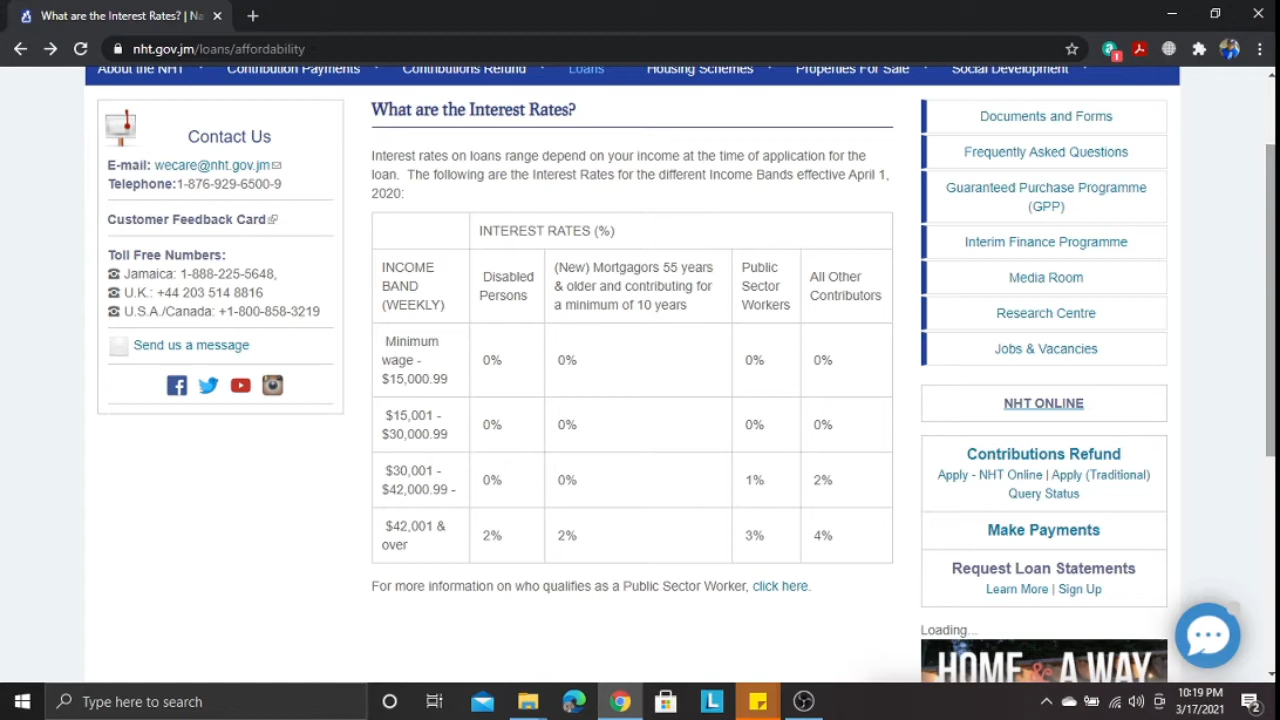 What are the Interest Rates? | Na
nht.gov.jm/loans/affordability
About the NHT
Contribution Payments
Contributions Refund
Loans
Housing Schemes
Properties For Sale
Social Development
Contact Us
E-mail: wecare@nht.gov.jm
Telephone:1-876-929-6500-9
Customer Feedback Card
Toll Free Numbers:
Jamaica: 1-888-225-5648,
U.K.: +44 203 514 8816
U.S.A./Canada: +1-800-858-3219
Send us a message
What are the Interest Rates?
Interest rates on loans range depend on your income at the time of application for the
loan. The following are the Interest Rates for the different Income Bands effective April 1,
2020:
INTEREST RATES (%)
INCOME
BAND
(WEEKLY)
Disabled
Persons
(New) Mortgagors 55 years
& older and contributing for
a minimum of 10 years
Public
Sector
Workers
All Other
Contributors
Minimum
wage -
$15,000.99
0%
0%
0%
0%
$15,001 -
$30,000.99
0%
0%
0%
0%
$30,001 -
$42,000.99 -
0%
0%
1%
2%
$42,001 &
over
2%
2%
3%
4%
For more information on who qualifies as a Public Sector Worker, click here.
Documents and Forms
Frequently Asked Questions
Guaranteed Purchase Programme
(GPP)
Interim Finance Programme
Media Room
Research Centre
Jobs & Vacancies
NHT ONLINE
Contributions Refund
Apply - NHT Online | Apply (Traditional)
Query Status
Make Payments
Request Loan Statements
Learn More | Sign Up
Loading...
HOME & A WAY
Type here to search
L
10:19 PM
3/17/2021
2